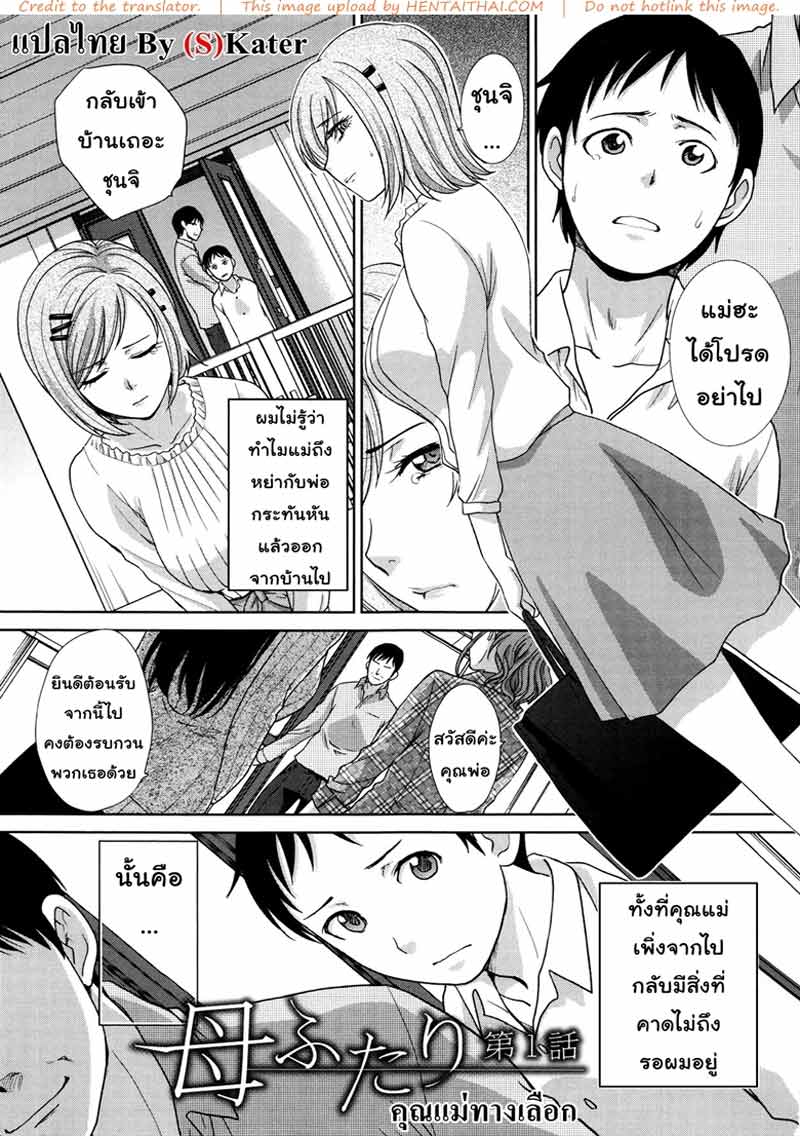 Credit to the translator. | This image upload by HENTAITHAI.COM | Do not hotlink this image.
แปลไทย By (S)Kater
แม่ฮะ
ได้โปรด
อย่าไป
ชุนจิ
...
กลับเข้า
บ้านเถอะ
ชุนจิ
ผมไม่รู้ว่า
ทำไมแม่ถึง
หย่ากับพ่อ
กระทันหัน
แล้วออก
จากบ้านไป
สวัสดีค่ะ
คุณพ่อ
ยินดีต้อนรับ
จากนี้ไป
คงต้องรบกวน
พวกเธอด้วย
ทั้งที่คุณแม่
เพิ่งจากไป
กลับมีสิ่งที่
คาดไม่ถึง
รอผมอยู่
นั้นคือ
...
母ふたり 第1話
คุณแม่ทางเลือก